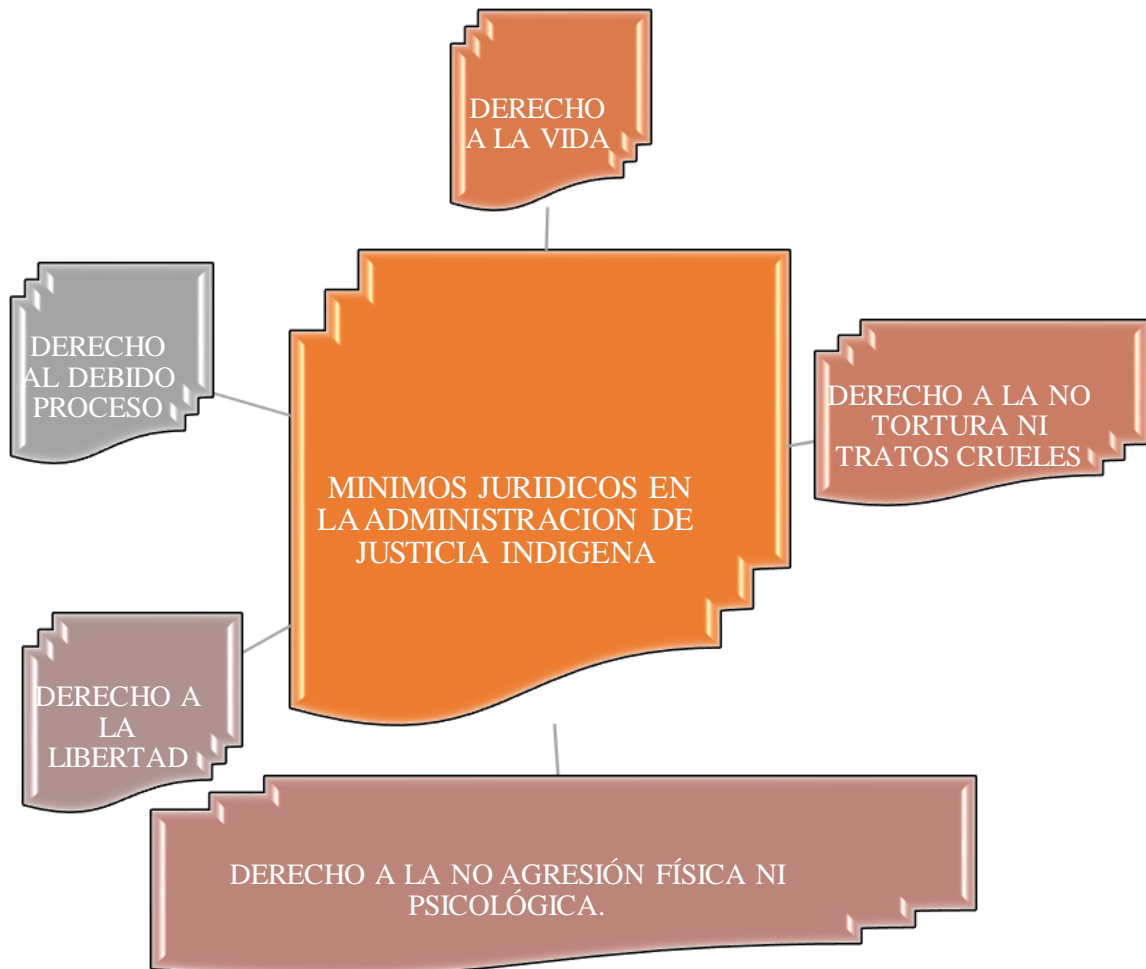 DERECHO
A LA VIDA
DERECHO
AL DEBIDO
PROCESO
DERECHO A LA NO
TORTURA NI
TRATOS CRUELES
MINIMOS JURIDICOS EN
LA ADMINISTRACION DE
JUSTICIA INDIGENA
DERECHO A
LA
LIBERTAD
DERECHO A LA NO AGRESIÓN FÍSICA NI
PSICOLÓGICA.